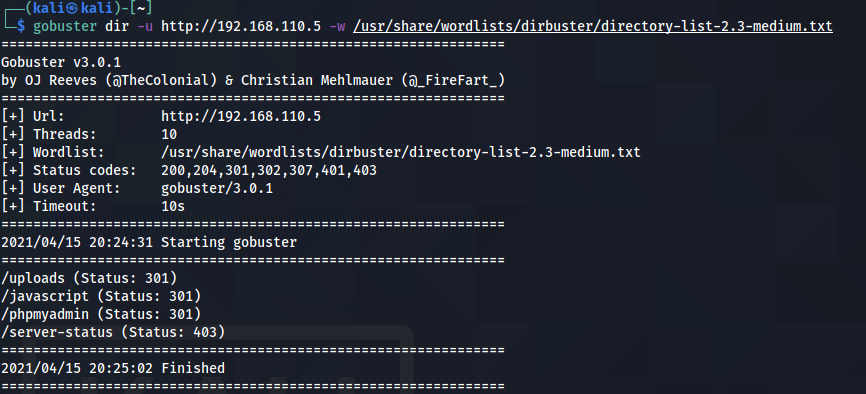 ┌──(kali㉿kali)-[~]
└─$ gobuster dir -u http://192.168.110.5 -w /usr/share/wordlists/dirbuster/directory-list-2.3-medium.txt
===============================================================
Gobuster v3.0.1
by OJ Reeves (@TheColonial) & Christian Mehlmauer (@_FireFart_)
===============================================================
[+] Url:            http://192.168.110.5
[+] Threads:        10
[+] Wordlist:       /usr/share/wordlists/dirbuster/directory-list-2.3-medium.txt
[+] Status codes:   200,204,301,302,307,401,403
[+] User Agent:     gobuster/3.0.1
[+] Timeout:        10s
===============================================================
2021/04/15 20:24:31 Starting gobuster
===============================================================
/uploads (Status: 301)
/javascript (Status: 301)
/phpmyadmin (Status: 301)
/server-status (Status: 403)
===============================================================
2021/04/15 20:25:02 Finished
===============================================================